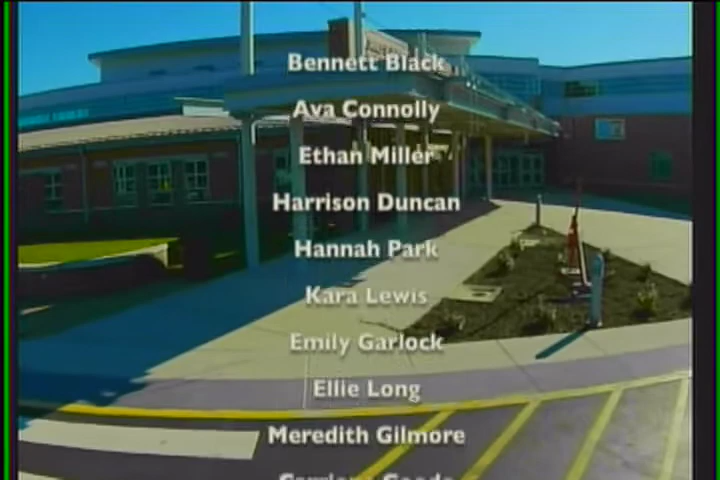 Bennett Black
Ava Connolly
Ethan Miller
Harrison Duncan
Hannah Park
Kara Lewis
Emily Garlock
Ellie Long
Meredith Gilmore